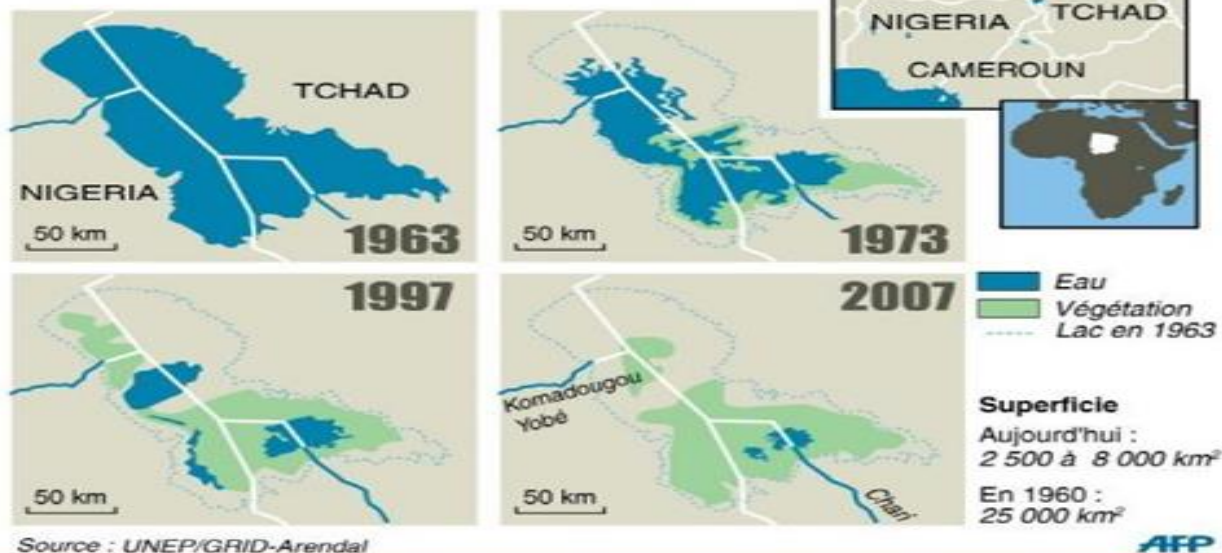 NIGERIA
TCHAD
CAMEROUN
TCHAD
NIGERIA
50 km
1963
50 km
1973
1997
50 km
2007
Komadougou
Yobé
50 km
Chari
Eau
Végétation
Lac en 1963
Superficie
Aujourd'hui :
2 500 à 8 000 km²
En 1960 :
25 000 km²
Source : UNEP/GRID-Arendal
AFP